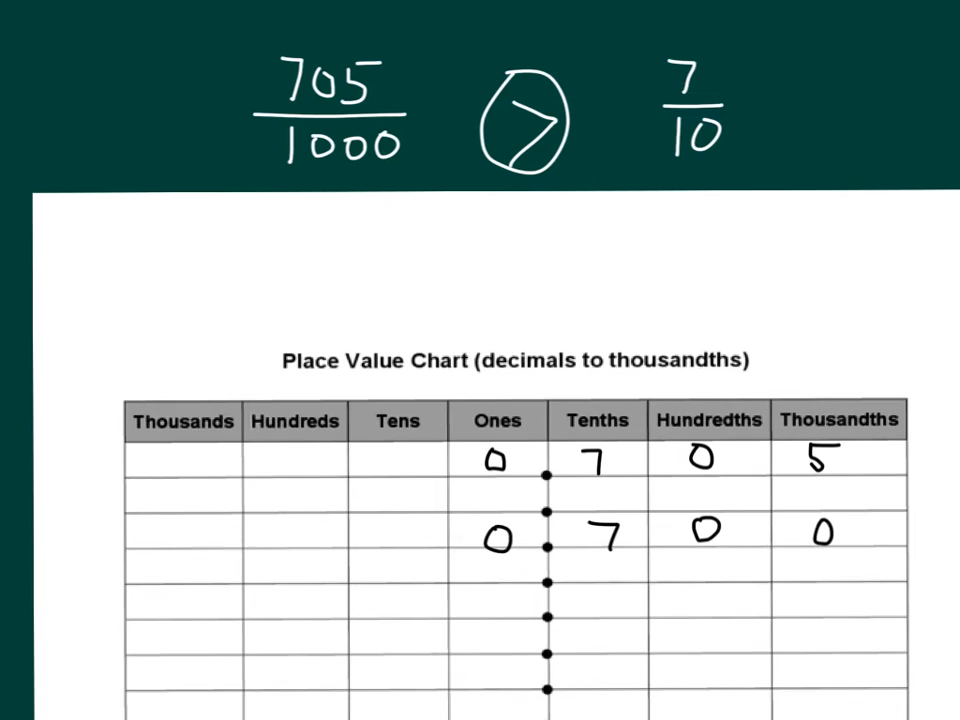 705 > 7
1000 10
Place Value Chart (decimals to thousandths)
Thousands Hundreds Tens Ones Tenths Hundredths Thousandths
0 . 7 0 5
0 . 7 0 0